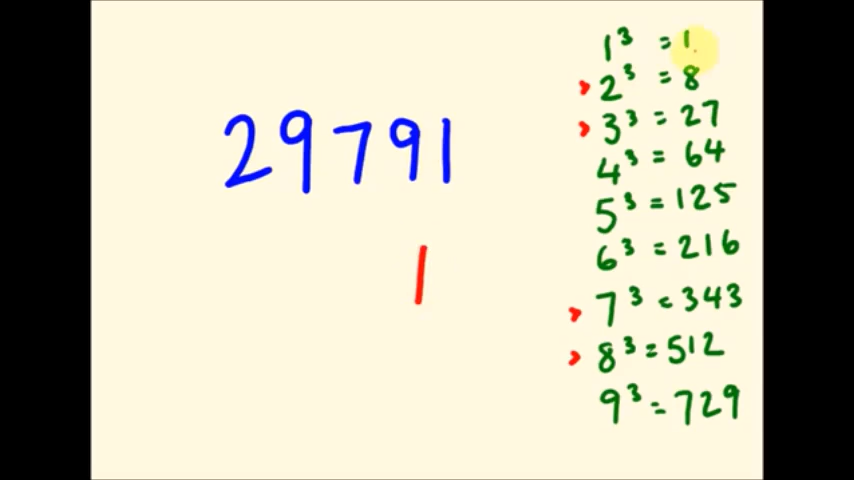 29791
1
1³ = 1
2³ = 8
3³ = 27
4³ = 64
5³ = 125
6³ = 216
7³ = 343
8³ = 512
9³ = 729